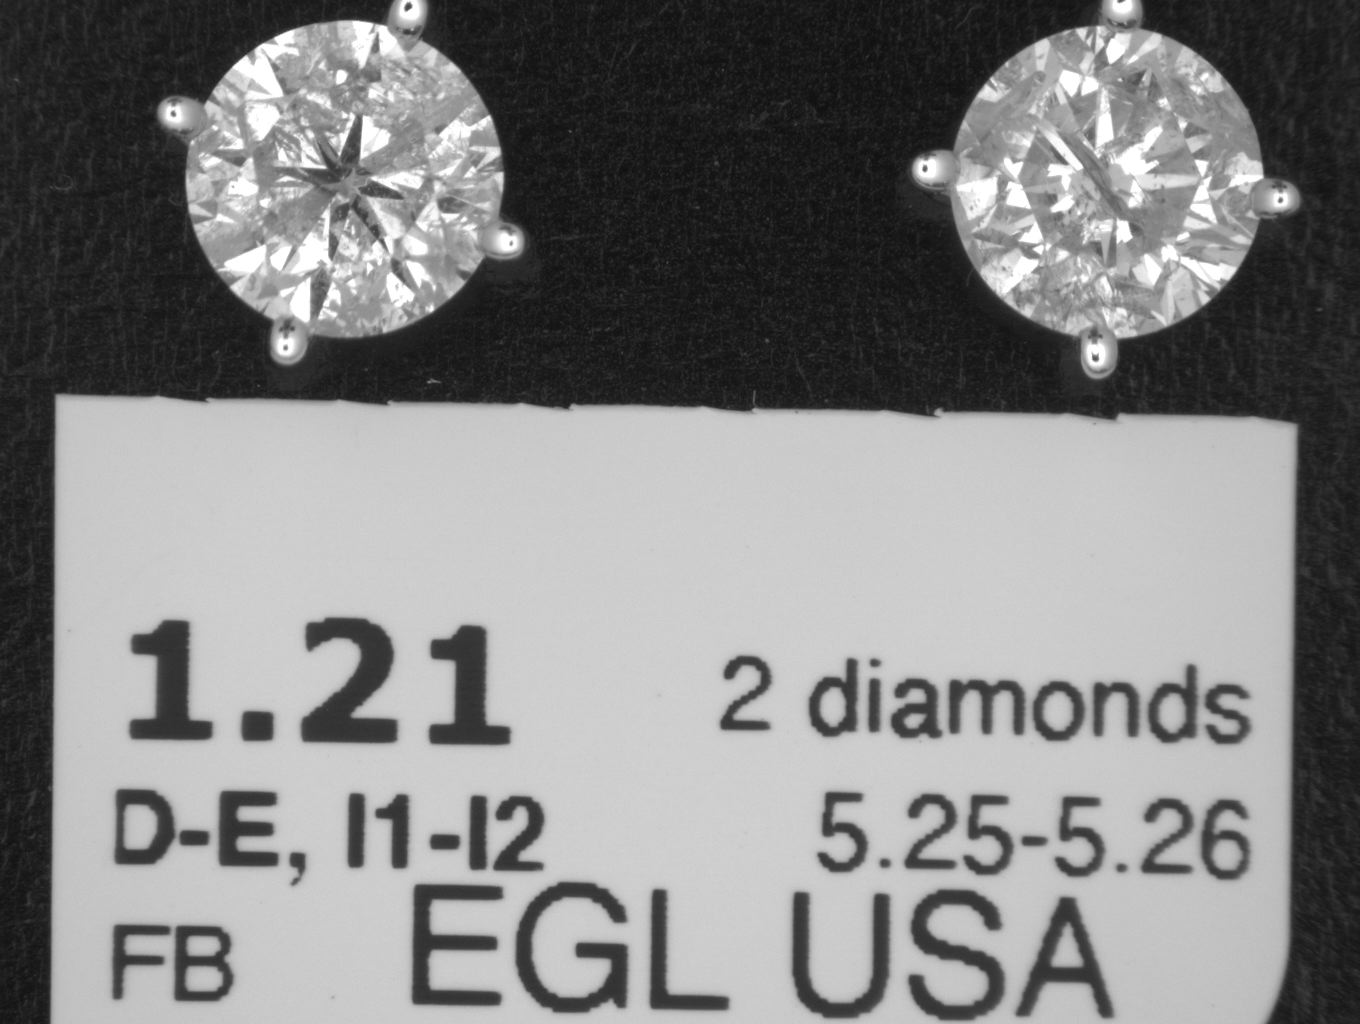 1.21 2 diamonds
D-E, I1-I2 5.25-5.26
FB EGL USA